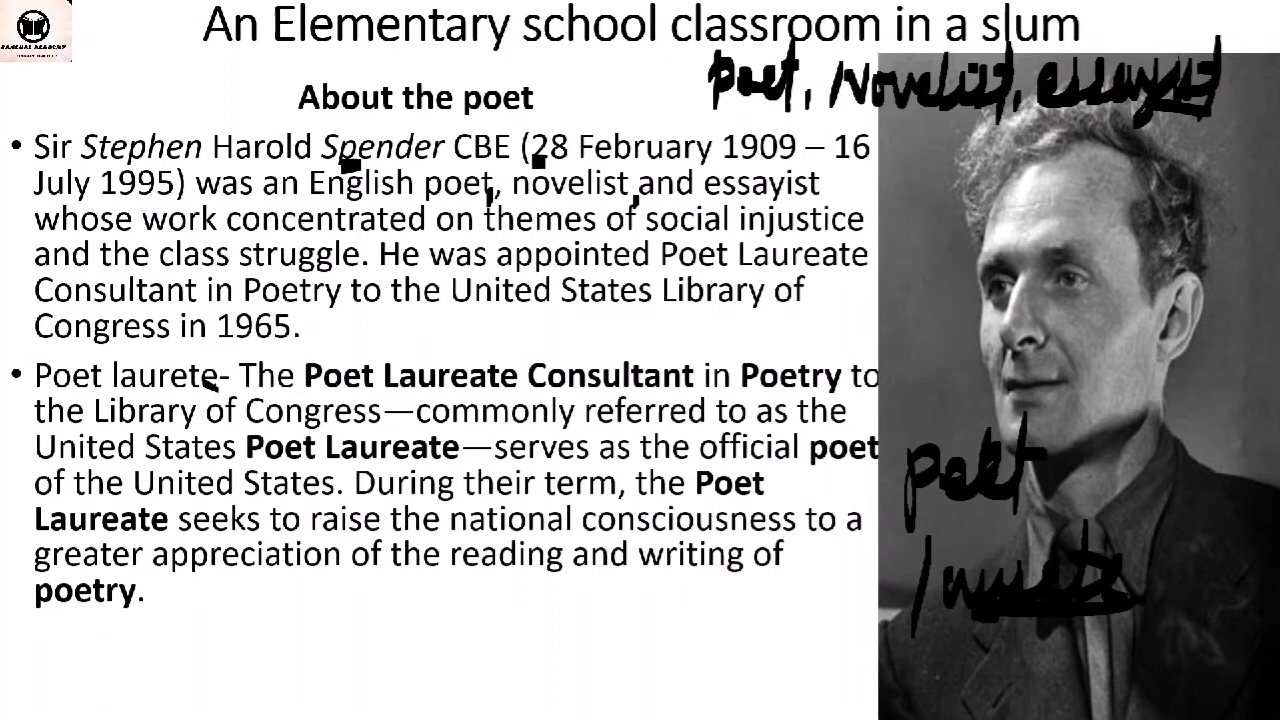 An Elementary school classroom in a slum
poet, Novelist, essayist
About the poet
• Sir Stephen Harold Spender CBE (28 February 1909 – 16
July 1995) was an English poet, novelist, and essayist
whose work concentrated on themes of social injustice
and the class struggle. He was appointed Poet Laureate
Consultant in Poetry to the United States Library of
Congress in 1965.
• Poet laurete- The Poet Laureate Consultant in Poetry to
the Library of Congress—commonly referred to as the
United States Poet Laureate—serves as the official poet
of the United States. During their term, the Poet
Laureate seeks to raise the national consciousness to a
greater appreciation of the reading and writing of
poetry.
poet